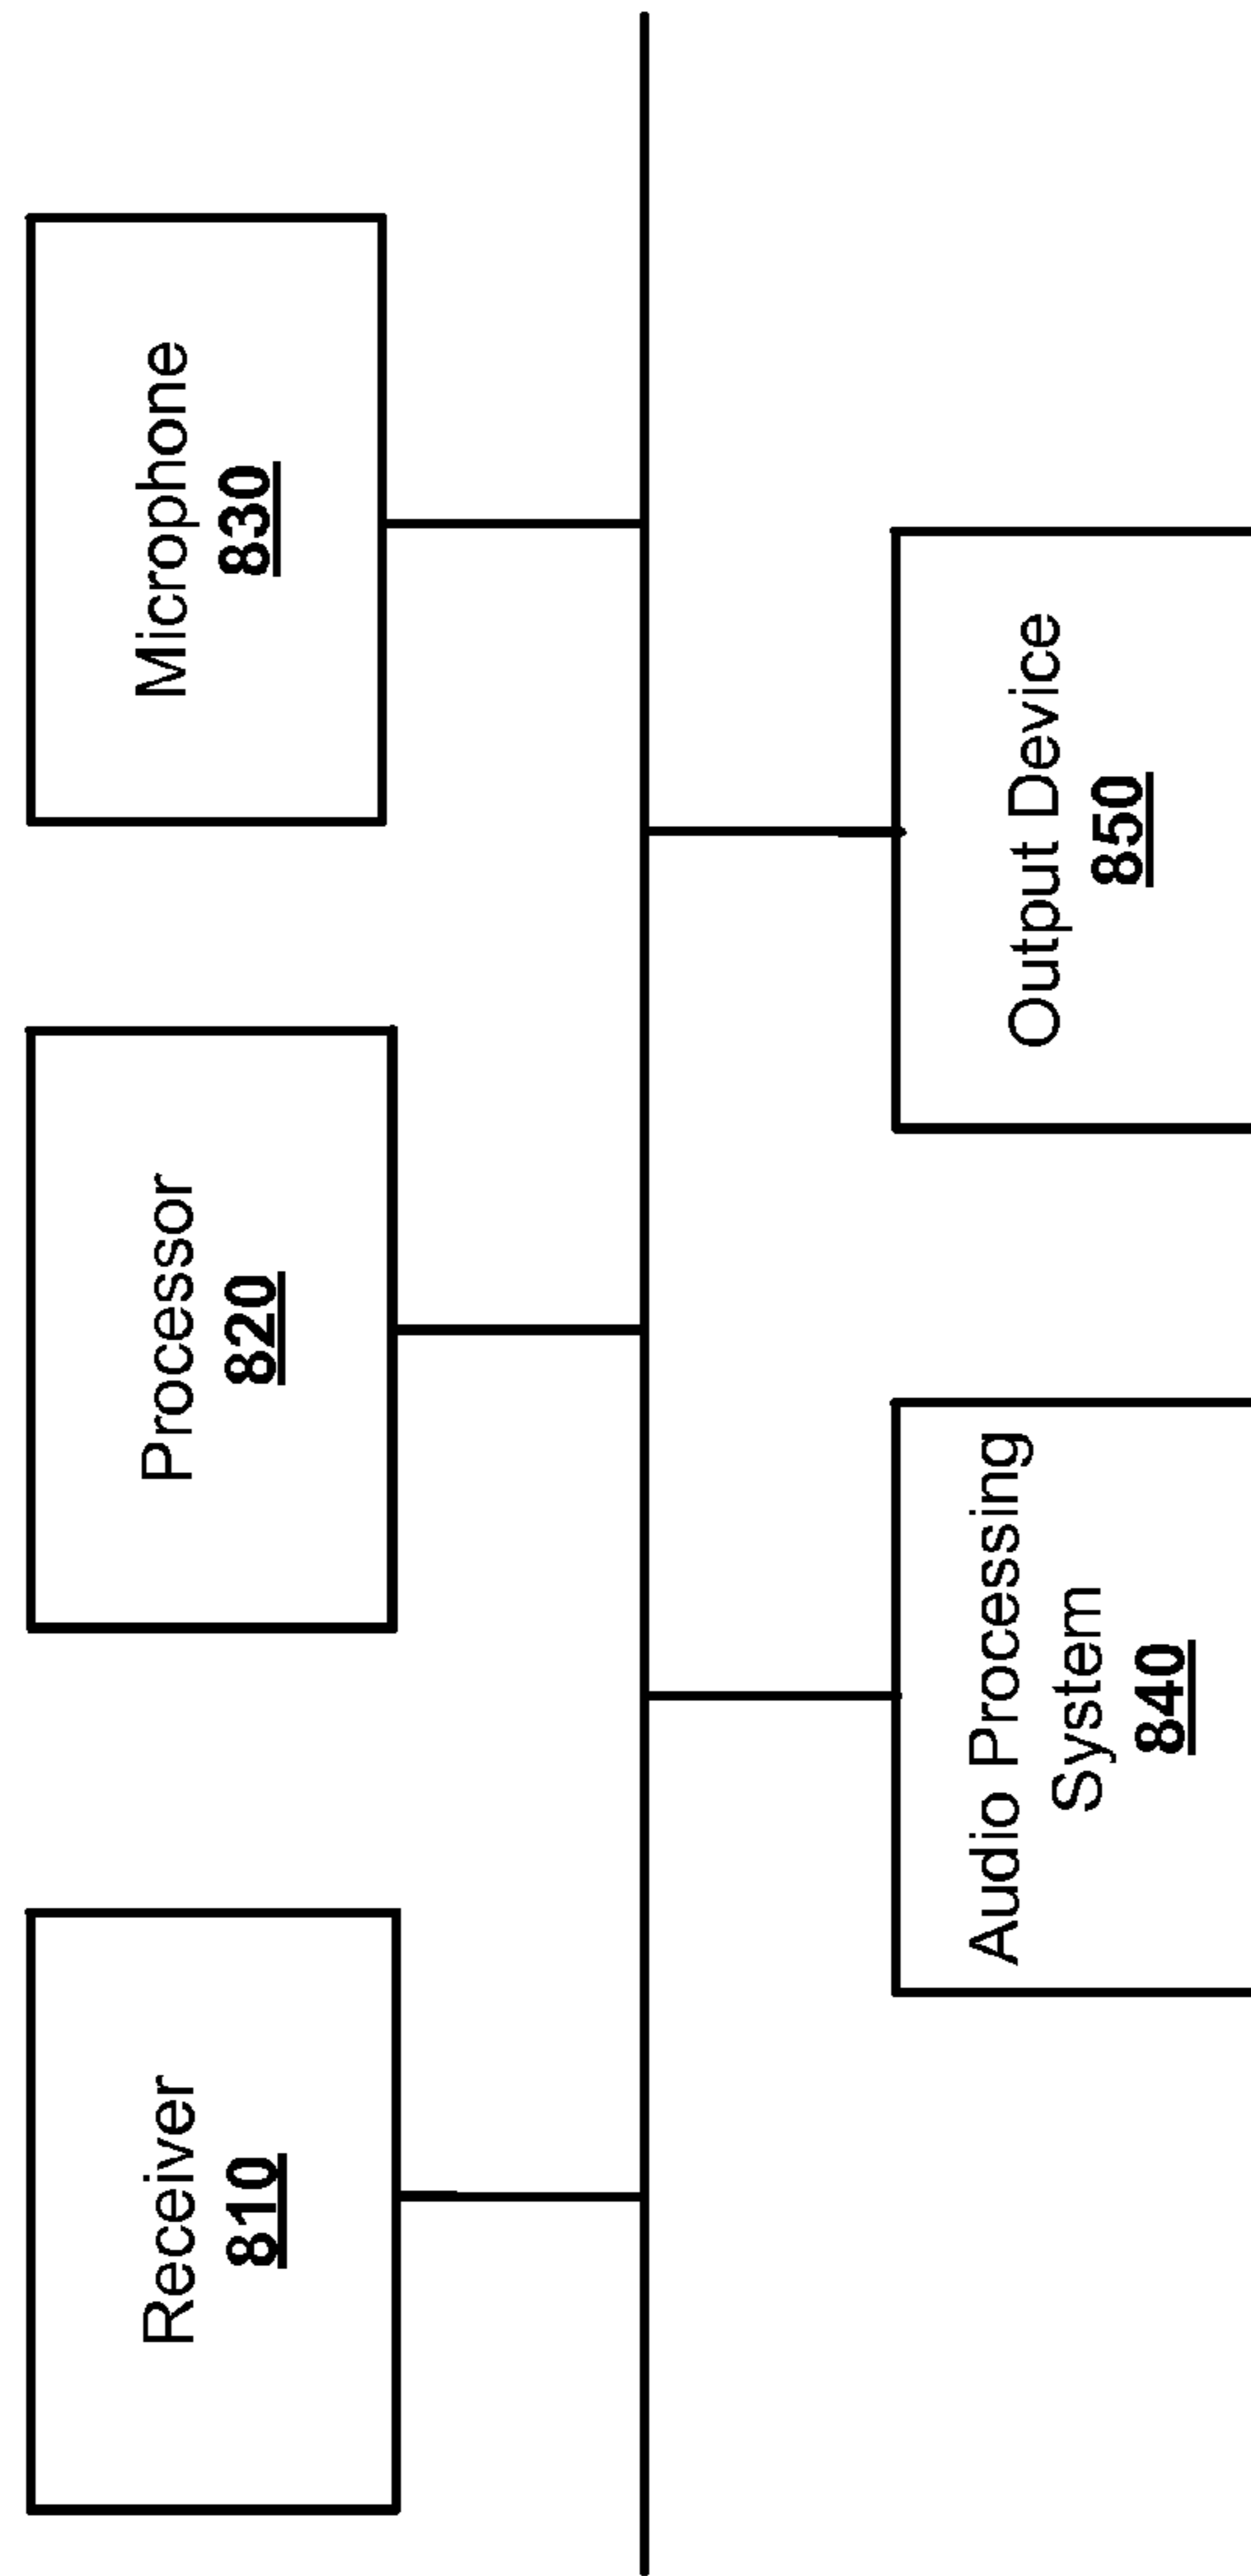 Receiver
810
Processor
820
Microphone
830
Audio Processing
System
840
Output Device
850